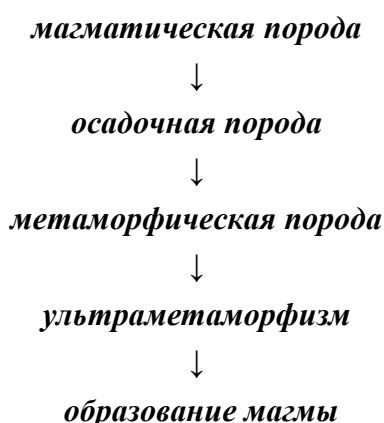 магматическая порода
↓
осадочная порода
↓
метаморфическая порода
↓
ультраметаморфизм
↓
образование магмы